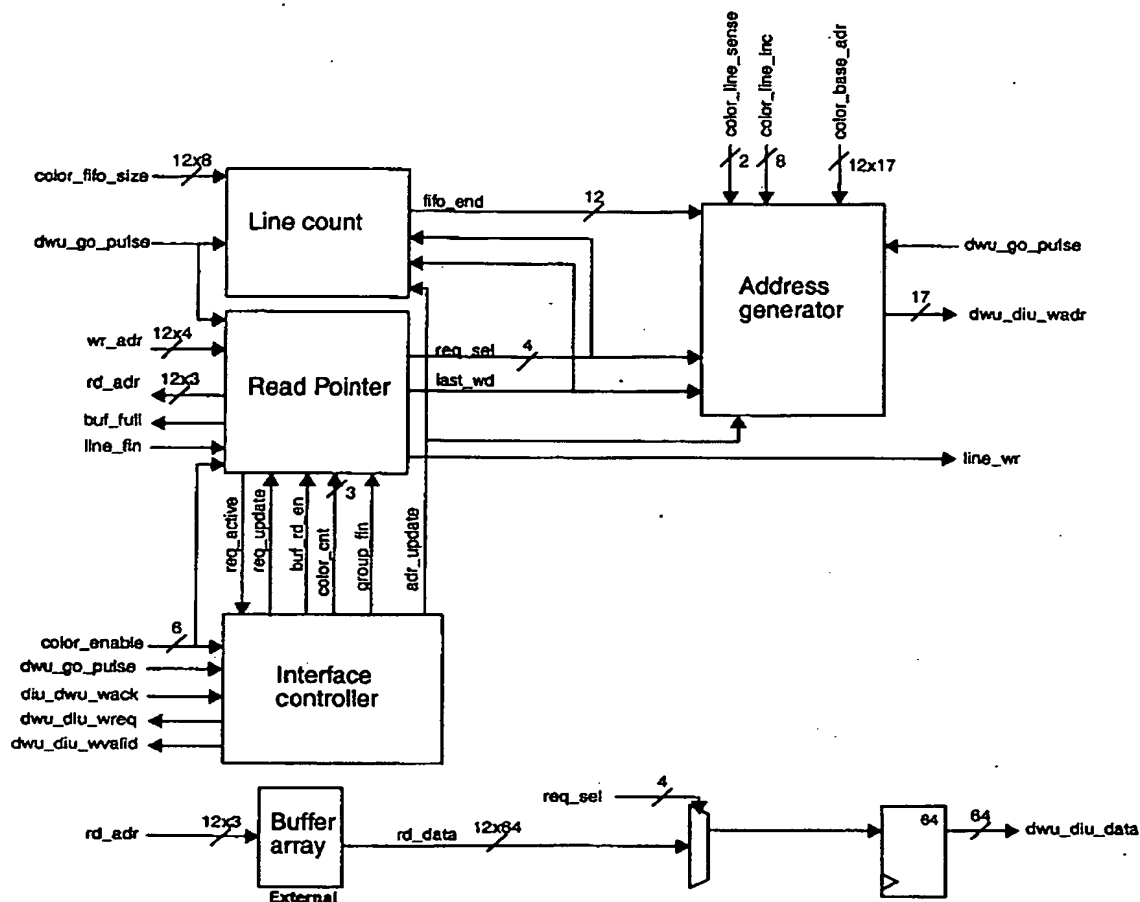 color_line_sense
color_line_inc
color_base_adr
2
8
12x17
color_fifo_size
12x8
Line count
fifo_end
12
dwu_go_pulse
Address
generator
dwu_go_pulse
17
dwu_diu_wadr
wr_adr
12x4
rd_adr
12x3
buf_full
line_fin
Read Pointer
req_sel
4
last_wd
line_wr
req_active
req_update
buf_rd_en
color_cnt
3
group_fin
adr_update
color_enable
6
dwu_go_pulse
diu_dwu_wack
dwu_diu_wreq
dwu_diu_wvalid
Interface
controller
req_sel
4
rd_adr
12x3
Buffer
array
External
rd_data
12x64
64
64
dwu_diu_data